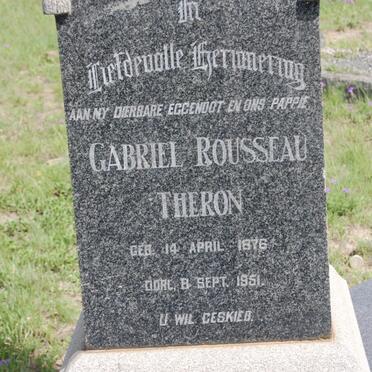 In
Liefdevolle Herinnering
AAN MY DIERBARE EGGENOOT EN ONS PAPPIE
GABRIEL ROUSSEAU
THERON
GEB. 14 APRIL 1876
OORL. 8 SEPT. 1951.
U WIL GESKIED.